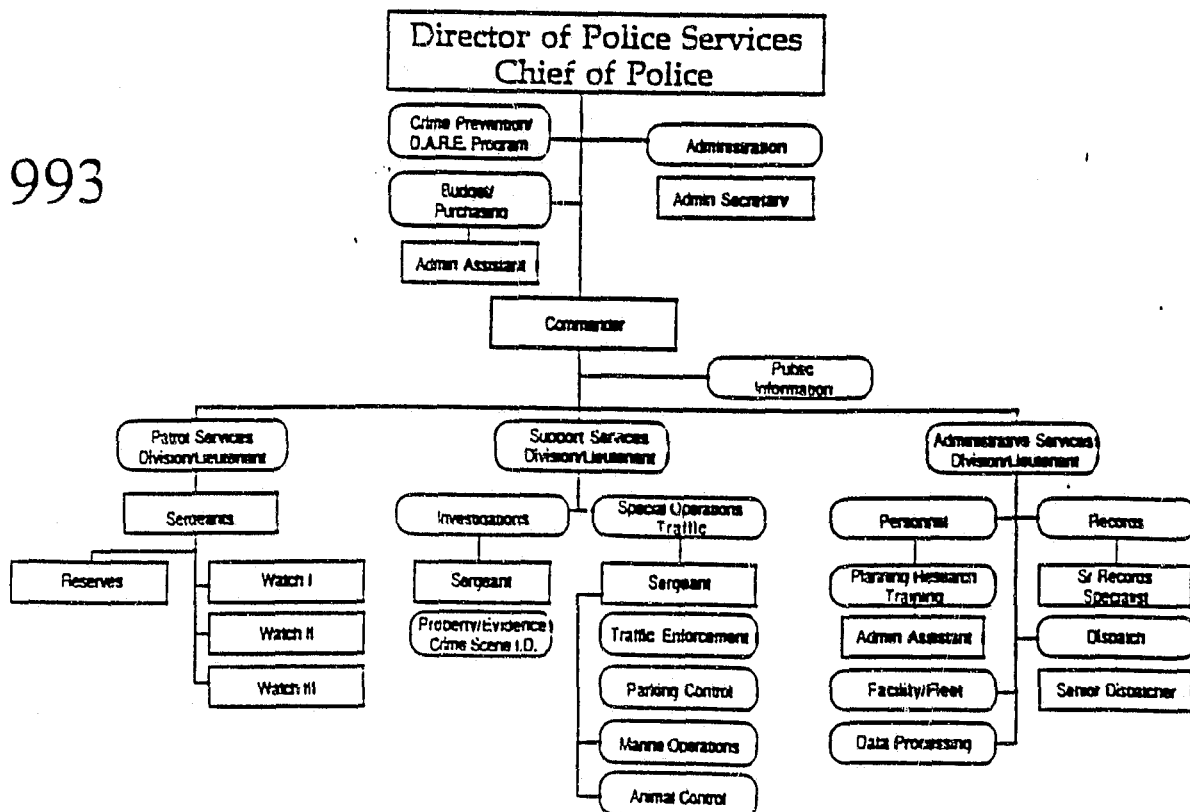 Director of Police Services
Chief of Police
993
Crime Prevention/
D.A.R.E. Program
Administration
Budget/
Purchasing
Admin Secretary
Admin Assistant
Commander
Public
Information
Patrol Services
Division/Lieutenant
Support Services
Division/Lieutenant
Administrative Services
Division/Lieutenant
Sergeants
Investigations
Special Operations
Traffic
Personnel
Records
Reserves
Watch I
Watch II
Watch III
Sergeant
Property/Evidence
Crime Scene I.D.
Sergeant
Traffic Enforcement
Parking Control
Marine Operations
Animal Control
Planning Research
Training
Admin Assistant
Facility/Fleet
Data Processing
Sr Records
Specialist
Dispatch
Senior Dispatcher